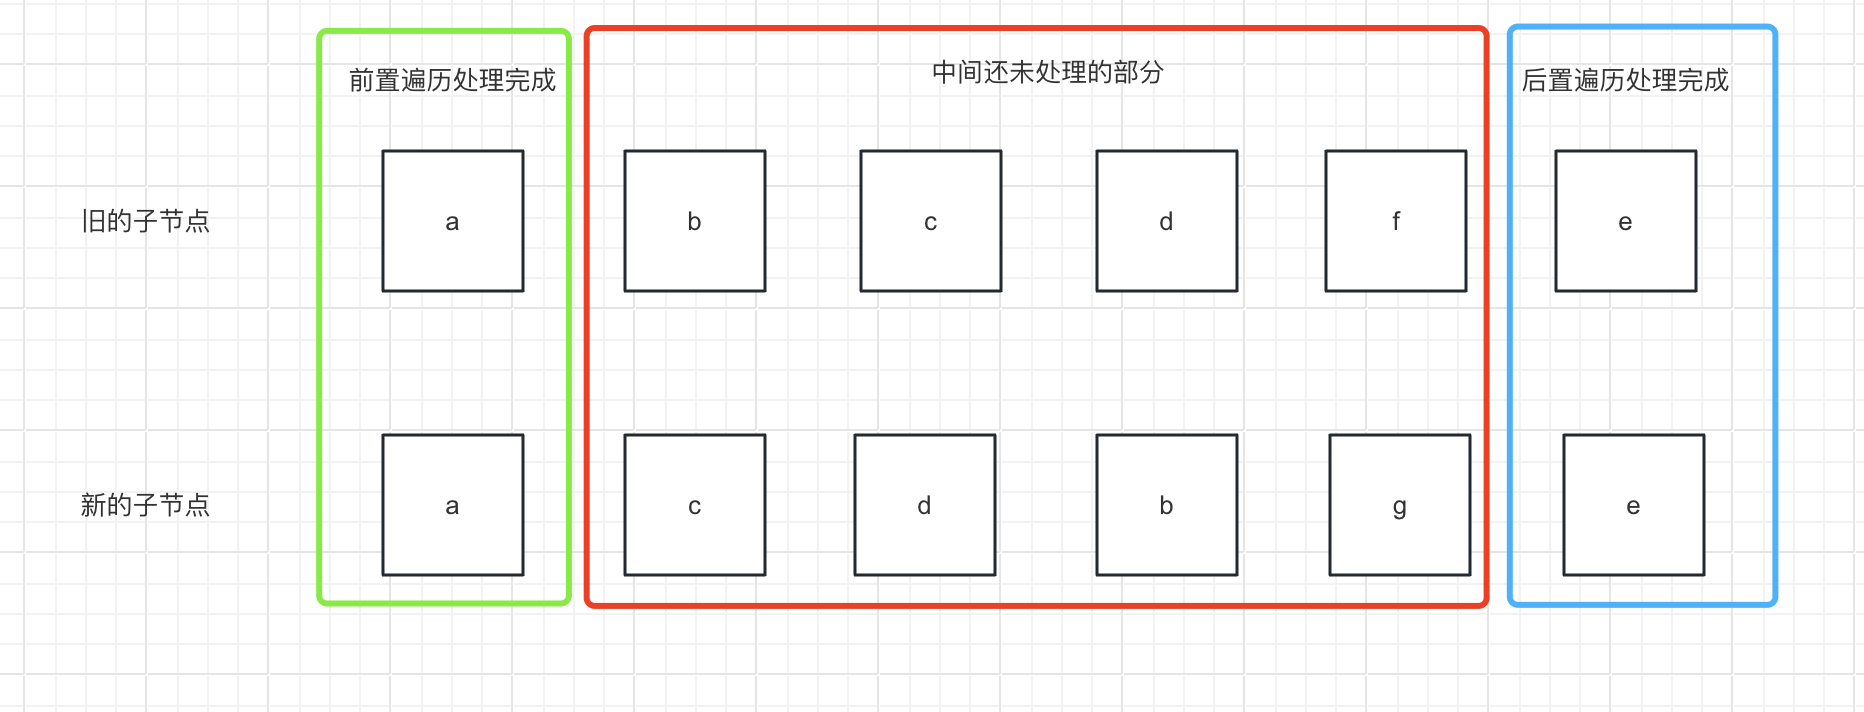 前置遍历处理完成
中间还未处理的部分
后置遍历处理完成
旧的子节点
a
b
c
d
f
e
新的子节点
a
c
d
b
g
e